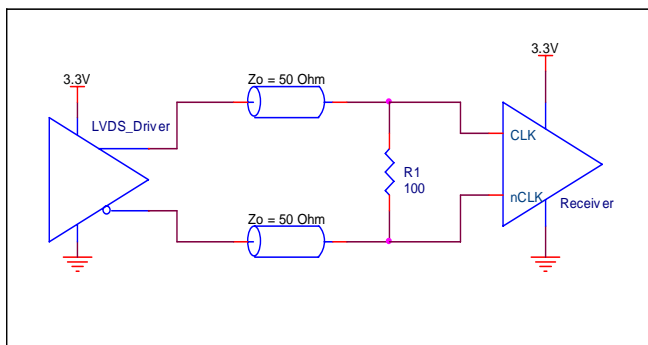 Zo = 50 Ohm
3.3V
3.3V
LVDS_Driver
CLK
R1
100
nCLK
Receiver
Zo = 50 Ohm